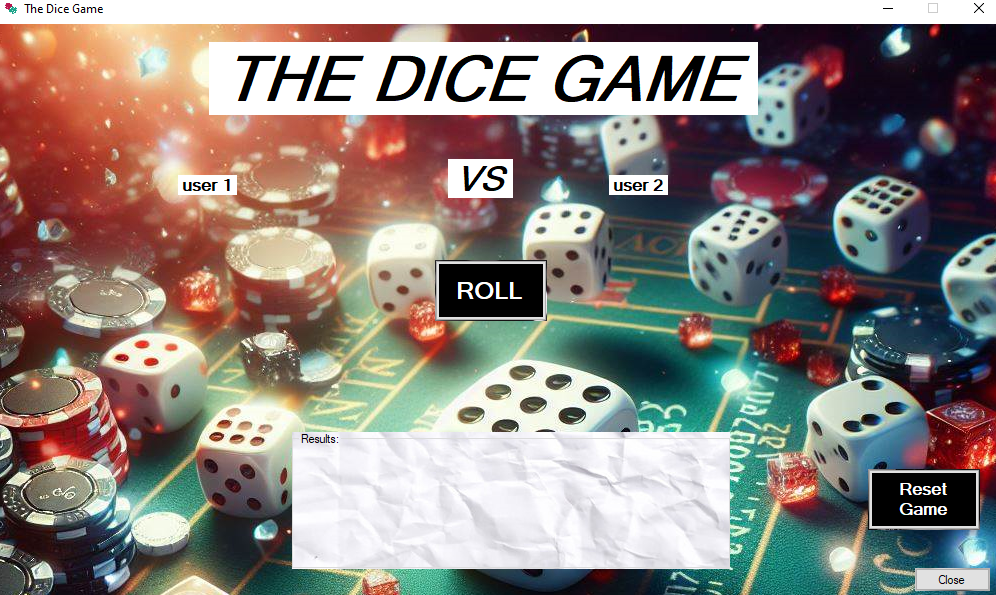 The Dice Game
THE DICE GAME
user 1
VS
user 2
ROLL
Results:
Reset
Game
Close